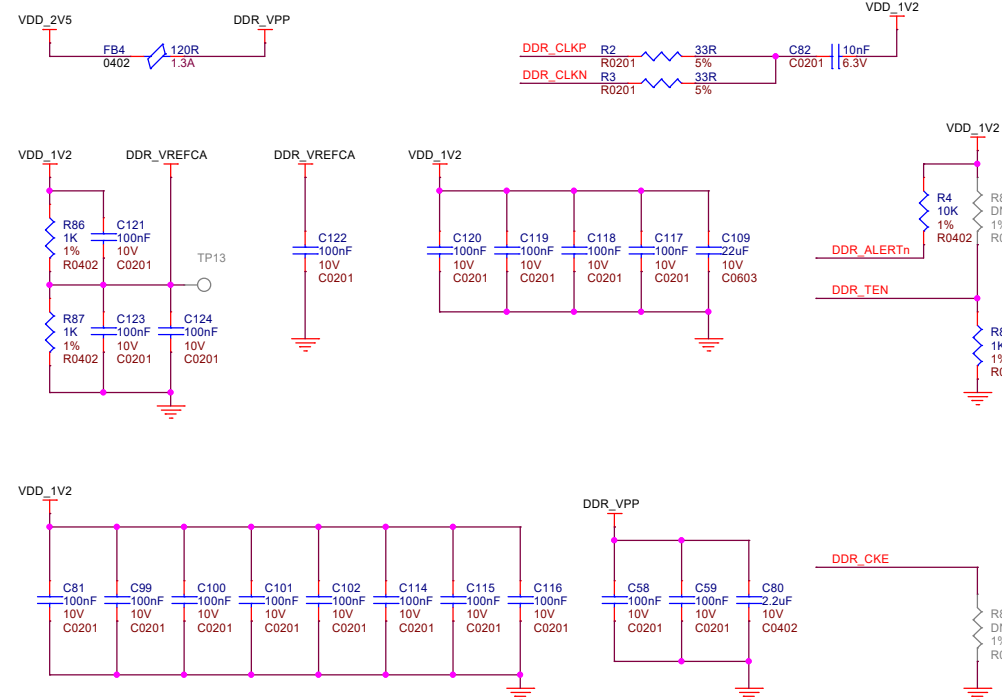 VDD_2V5
DDR_VPP
FB4
0402
120R
1.3A
VDD_1V2
DDR_CLKP
R2
R0201
33R
5%
C82
C0201
10nF
6.3V
DDR_CLKN
R3
R0201
33R
5%
VDD_1V2
DDR_VREFCA
R86
1K
1%
R0402
C121
100nF
10V
C0201
TP13
R87
1K
1%
R0402
C123
100nF
10V
C0201
C124
100nF
10V
C0201
DDR_VREFCA
C122
100nF
10V
C0201
VDD_1V2
C120
100nF
10V
C0201
C119
100nF
10V
C0201
C118
100nF
10V
C0201
C117
100nF
10V
C0201
C109
22uF
10V
C0603
VDD_1V2
R4
10K
1%
R0402
DDR_ALERTn
DDR_TEN
VDD_1V2
C81
100nF
10V
C0201
C99
100nF
10V
C0201
C100
100nF
10V
C0201
C101
100nF
10V
C0201
C102
100nF
10V
C0201
C114
100nF
10V
C0201
C115
100nF
10V
C0201
C116
100nF
10V
C0201
DDR_VPP
C58
100nF
10V
C0201
C59
100nF
10V
C0201
C80
2.2uF
10V
C0402
DDR_CKE